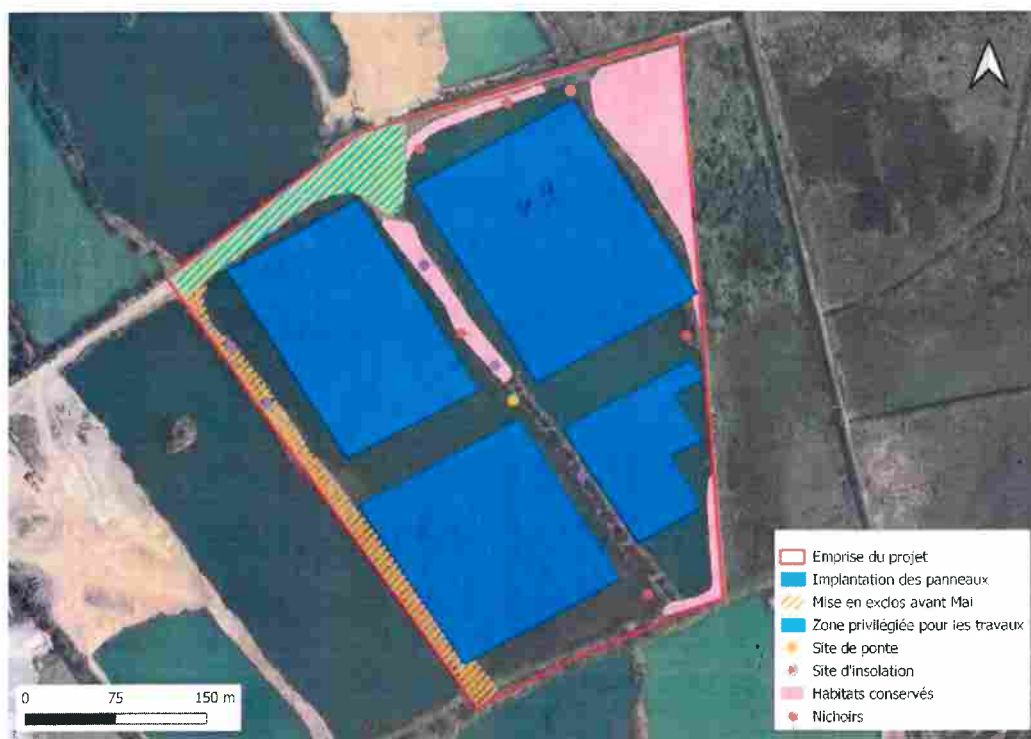 0 75 150 m
Emprise du projet
Implantation des panneaux
Mise en exclos avant Mai
Zone privilégiée pour les travaux
Site de ponte
Site d'insolation
Habitats conservés
Nichoirs